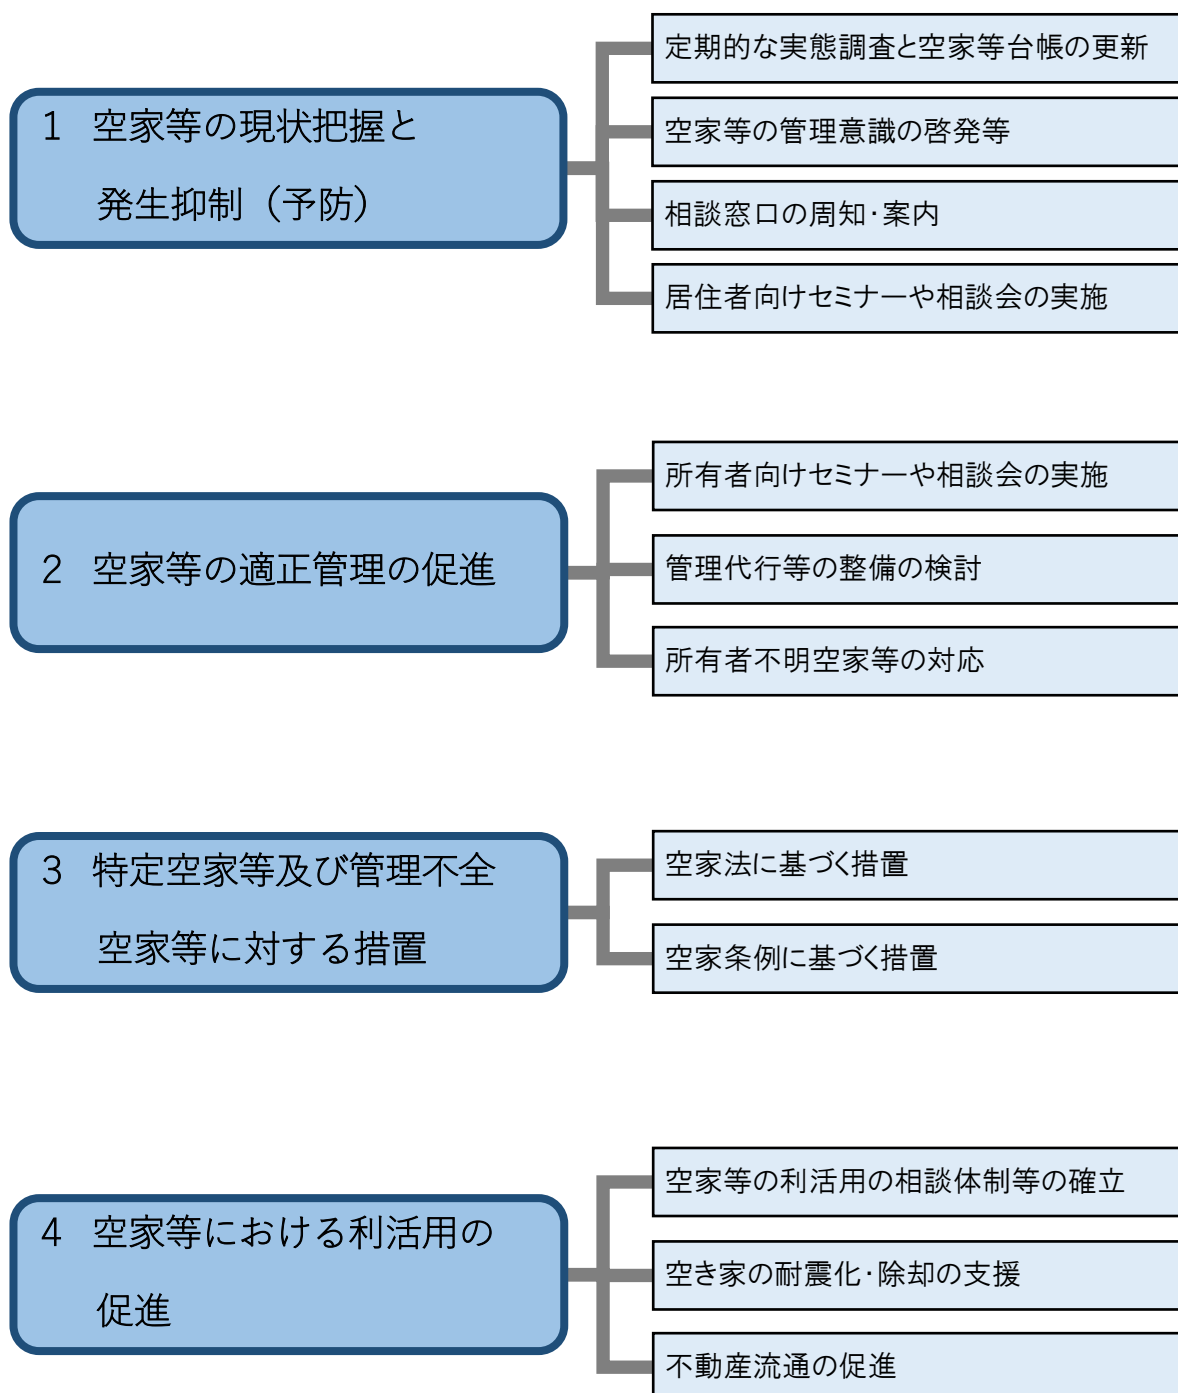 1 空家等の現状把握と
発生抑制（予防）
定期的な実態調査と空家等台帳の更新
空家等の管理意識の啓発等
相談窓口の周知・案内
居住者向けセミナーや相談会の実施
2 空家等の適正管理の促進
所有者向けセミナーや相談会の実施
管理代行等の整備の検討
所有者不明空家等の対応
3 特定空家等及び管理不全
空家等に対する措置
空家法に基づく措置
空家条例に基づく措置
4 空家等における利活用の
促進
空家等の利活用の相談体制等の確立
空き家の耐震化・除却の支援
不動産流通の促進